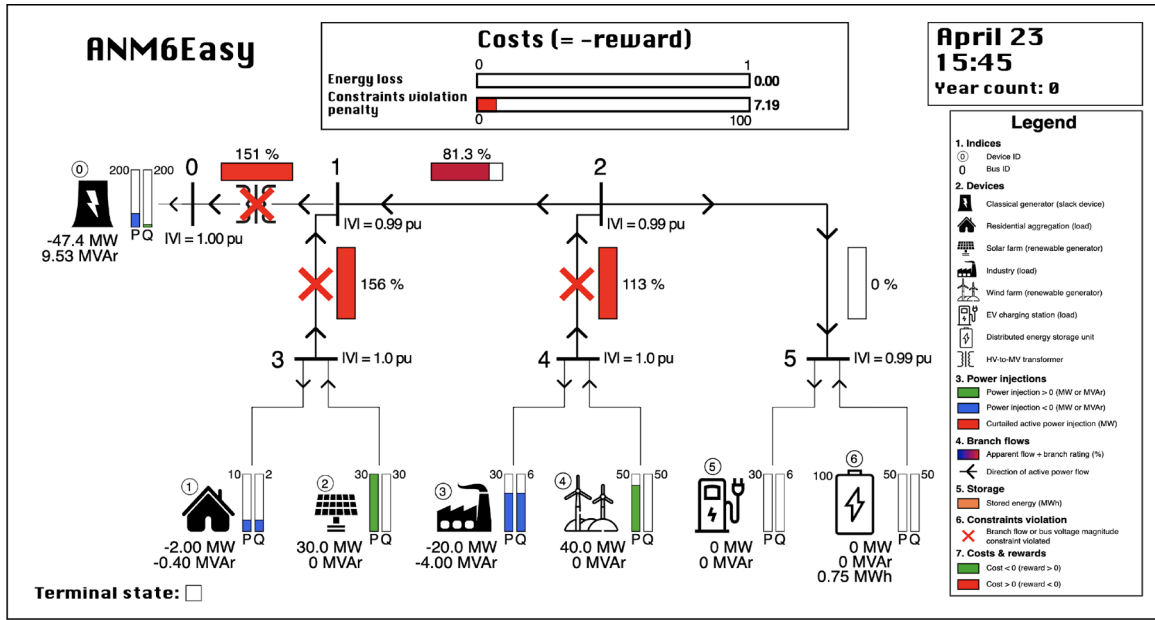 ANM6Easy
Costs (= -reward)
0 1
Energy loss 0.00
Constraints violation penalty 7.19
0 100
April 23
15:45
Year count: 0
Legend
1. Indices
0 Device ID
0 Bus ID
2. Devices
Classical generator (slack device)
Residential aggregation (load)
Solar farm (renewable generator)
Industry (load)
Wind farm (renewable generator)
EV charging station (load)
Distributed energy storage unit
HV-to-MV transformer
3. Power injections
Power injection > 0 (MW or MVAr)
Power injection < 0 (MW or MVAr)
Curtailed active power injection (MW)
4. Branch flows
Apparent flow ÷ branch rating (%)
Direction of active power flow
5. Storage
Stored energy (MWh)
6. Constraints violation
Branch flow or bus voltage magnitude
constraint violated
7. Costs & rewards
Cost < 0 (reward > 0)
Cost > 0 (reward < 0)
0 200 200 0 151 % 1 81.3 % 2
P Q
-47.4 MW
9.53 MVAr
|V| = 1.00 pu
|V| = 0.99 pu
|V| = 0.99 pu
156 %
113 %
0 %
3 |V| = 1.0 pu
4 |V| = 1.0 pu
5 |V| = 0.99 pu
1 10 2
P Q
-2.00 MW
-0.40 MVAr
2 30 30
P Q
30.0 MW
0 MVAr
3 30 6
P Q
-20.0 MW
-4.00 MVAr
4 50 50
P Q
40.0 MW
0 MVAr
5 30 6
P Q
0 MW
0 MVAr
6 100 50 50
P Q
0 MW
0 MVAr
0.75 MWh
Terminal state: